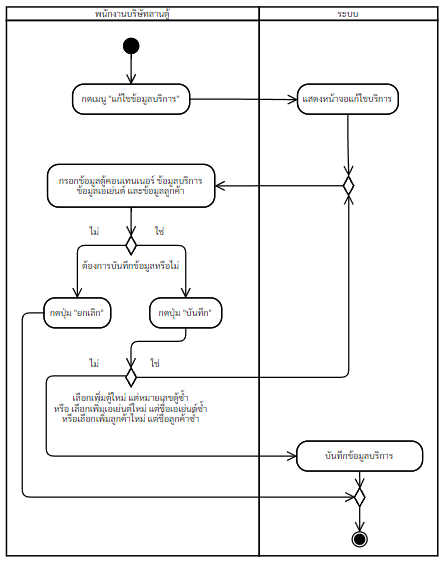 พนักงานบริษัทลานตู้
ระบบ
กดเมนู "แก้ไขข้อมูลบริการ"
แสดงหน้าจอแก้ไขบริการ
กรอกข้อมูลตู้คอนเทนเนอร์ ข้อมูลบริการ
ข้อมูลเอเย่นต์ และข้อมูลลูกค้า
ไม่
ใช่
ต้องการบันทึกข้อมูลหรือไม่
กดปุ่ม "ยกเลิก"
กดปุ่ม "บันทึก"
ไม่
ใช่
เลือกเพิ่มตู้ใหม่ แต่หมายเลขตู้ซ้ำ
หรือ เลือกเพิ่มเอเย่นต์ใหม่ แต่ชื่อเอเย่นต์ซ้ำ
หรือเลือกเพิ่มลูกค้าใหม่ แต่ชื่อลูกค้าซ้ำ
บันทึกข้อมูลบริการ